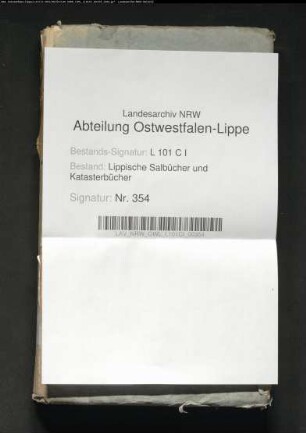 Landesarchiv NRW
Abteilung Ostwestfalen-Lippe
Bestands-Signatur: L 101 C I
Bestand: Lippische Salbücher und
Katasterbücher
Signatur: Nr. 354